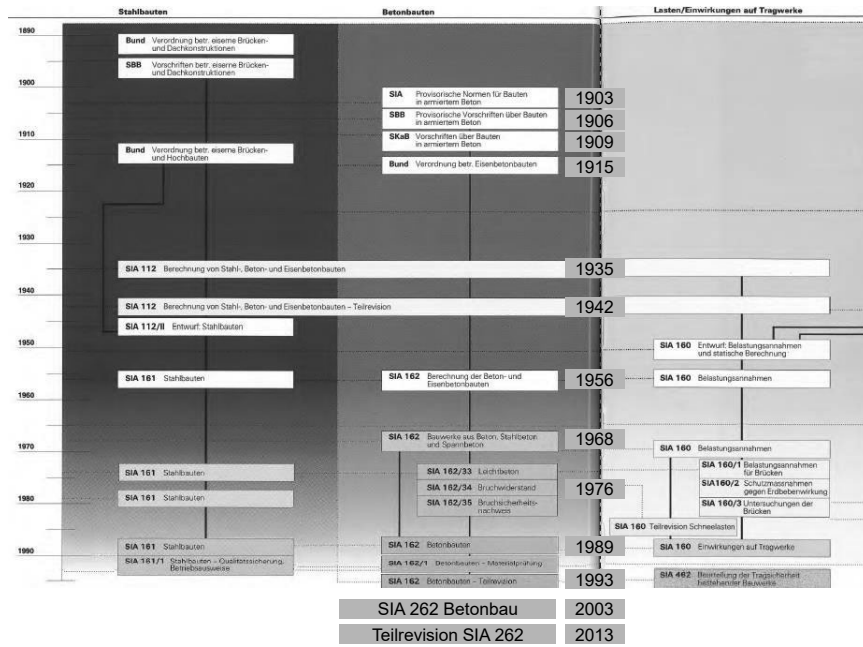 Stahlbauten
Betonbauten
Lasten/Einwirkungen auf Tragwerke
1890
Bund Verordnung betr. eiserne Brücken-
und Dachkonstruktionen
SBB Vorschriften betr. eiserne Brücken-
und Dachkonstruktionen
1900
SIA Provisorische Normen für Bauten
in armiertem Beton
1903
SBB Provisorische Vorschriften über Bauten
in armiertem Beton
1906
1910
SKaB Vorschriften über Bauten
in armiertem Beton
1909
Bund Verordnung betr. eiserne Brücken-
und Hochbauten
Bund Verordnung betr. Eisenbetonbauten
1915
1920
1930
SIA 112 Berechnung von Stahl-, Beton- und Eisenbetonbauten
1935
1940
SIA 112 Berechnung von Stahl-, Beton- und Eisenbetonbauten – Teilrevision
1942
SIA 112/II Entwurf: Stahlbauten
1950
SIA 160 Entwurf: Belastungsannahmen
und statische Berechnung
SIA 161 Stahlbauten
SIA 162 Berechnung der Beton- und
Eisenbetonbauten
1956
SIA 160 Belastungsannahmen
1960
SIA 162 Bauwerke aus Beton, Stahlbeton
und Spannbeton
1968
SIA 160 Belastungsannahmen
1970
SIA 161 Stahlbauten
SIA 162/33 Leichtbeton
SIA 160/1 Belastungsannahmen
für Brücken
SIA 162/34 Bruchwiderstand
1976
SIA160/2 Schutzmassnahmen
gegen Erdbebenwirkung
1980
SIA 161 Stahlbauten
SIA 162/35 Bruchsicherheits-
nachweis
SIA 160/3 Untersuchungen der
Brücken
SIA 160 Teilrevision Schneelasten
1990
SIA 161 Stahlbauten
SIA 162 Betonbauten
1989
SIA 160 Einwirkungen auf Tragwerke
SIA 161/1 Stahlbauten – Qualitätssicherung,
Betriebsausweise
SIA 162/1 Betonbauten – Materialprüfung
SIA 162 Betonbauten – Teilrevision
1993
SIA 462 Beurteilung der Tragsicherheit
bestehender Bauwerke
SIA 262 Betonbau
2003
Teilrevision SIA 262
2013